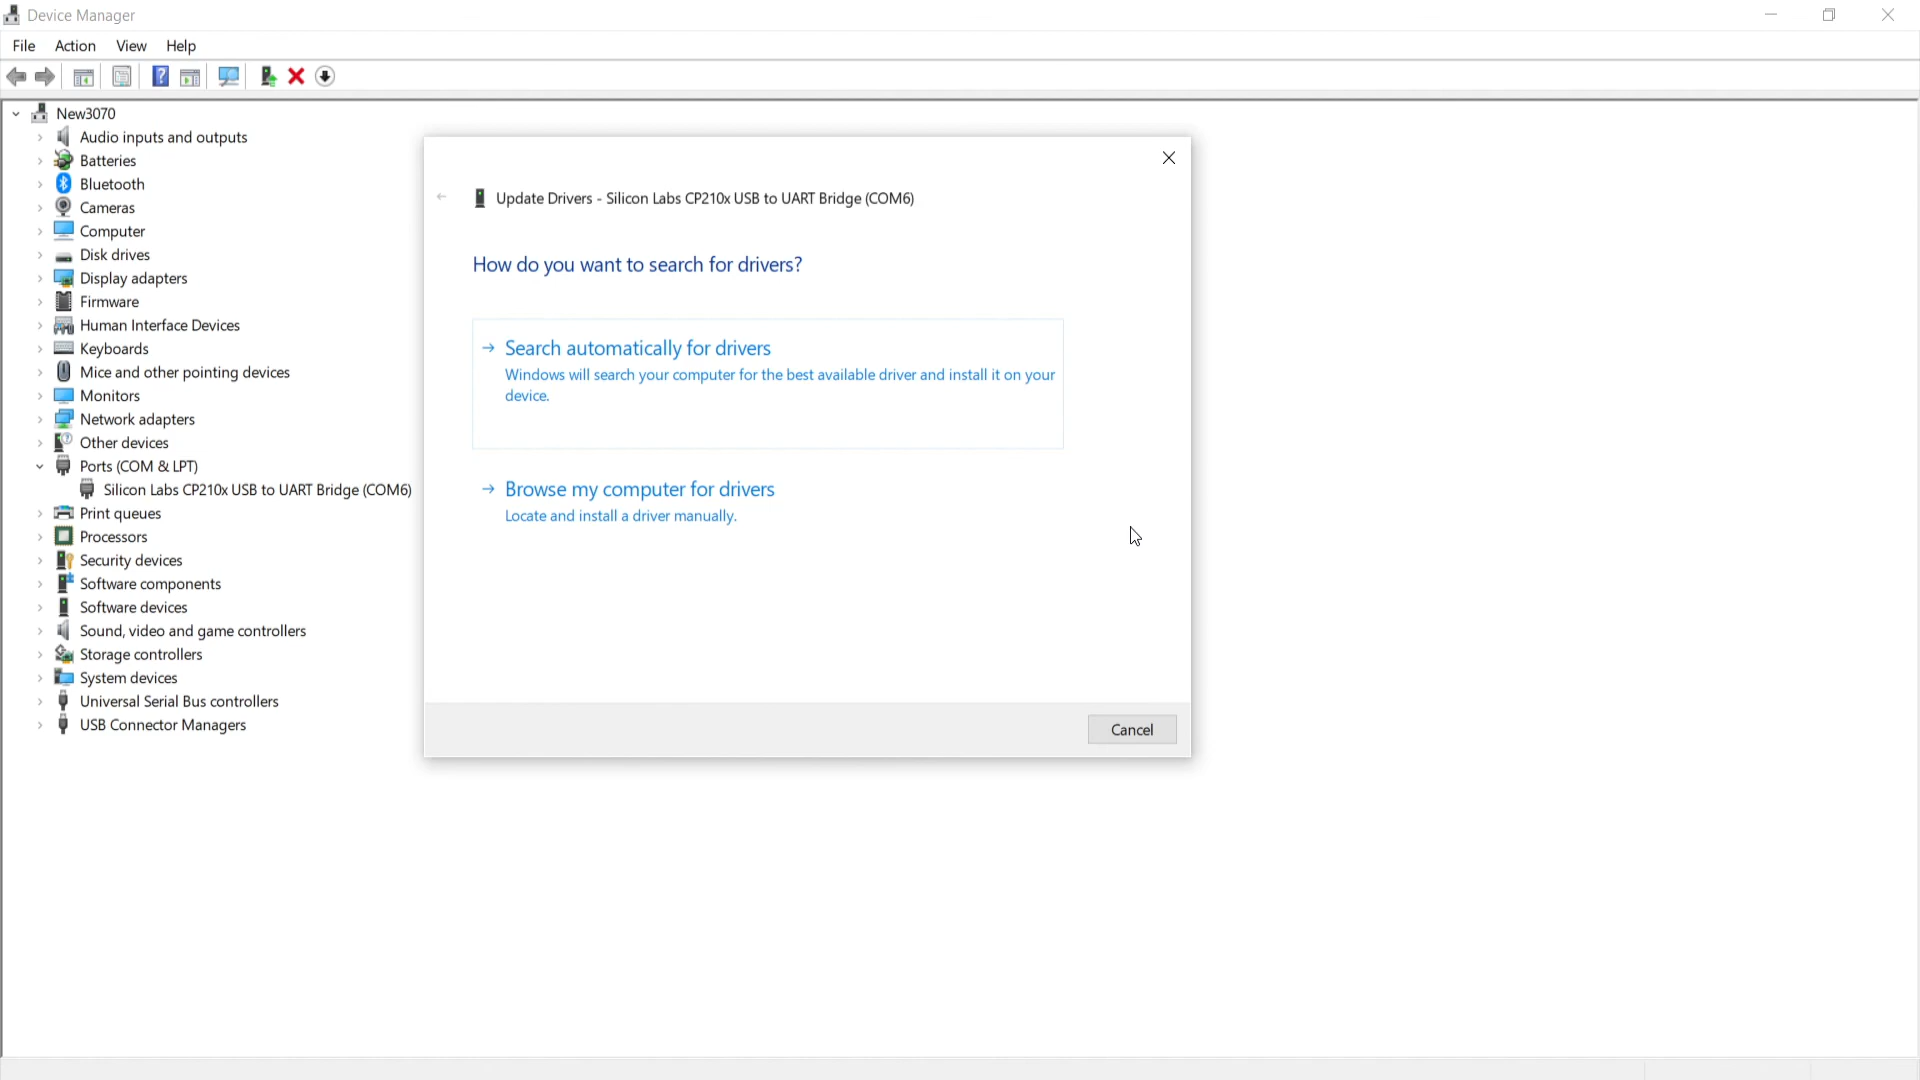 Device Manager
File Action View Help
New3070
Audio inputs and outputs
Batteries
Bluetooth
Cameras
Computer
Disk drives
Display adapters
Firmware
Human Interface Devices
Keyboards
Mice and other pointing devices
Monitors
Network adapters
Other devices
Ports (COM & LPT)
Silicon Labs CP210x USB to UART Bridge (COM6)
Print queues
Processors
Security devices
Software components
Software devices
Sound, video and game controllers
Storage controllers
System devices
Universal Serial Bus controllers
USB Connector Managers
Update Drivers - Silicon Labs CP210x USB to UART Bridge (COM6)
How do you want to search for drivers?
Search automatically for drivers
Windows will search your computer for the best available driver and install it on your
device.
Browse my computer for drivers
Locate and install a driver manually.
Cancel